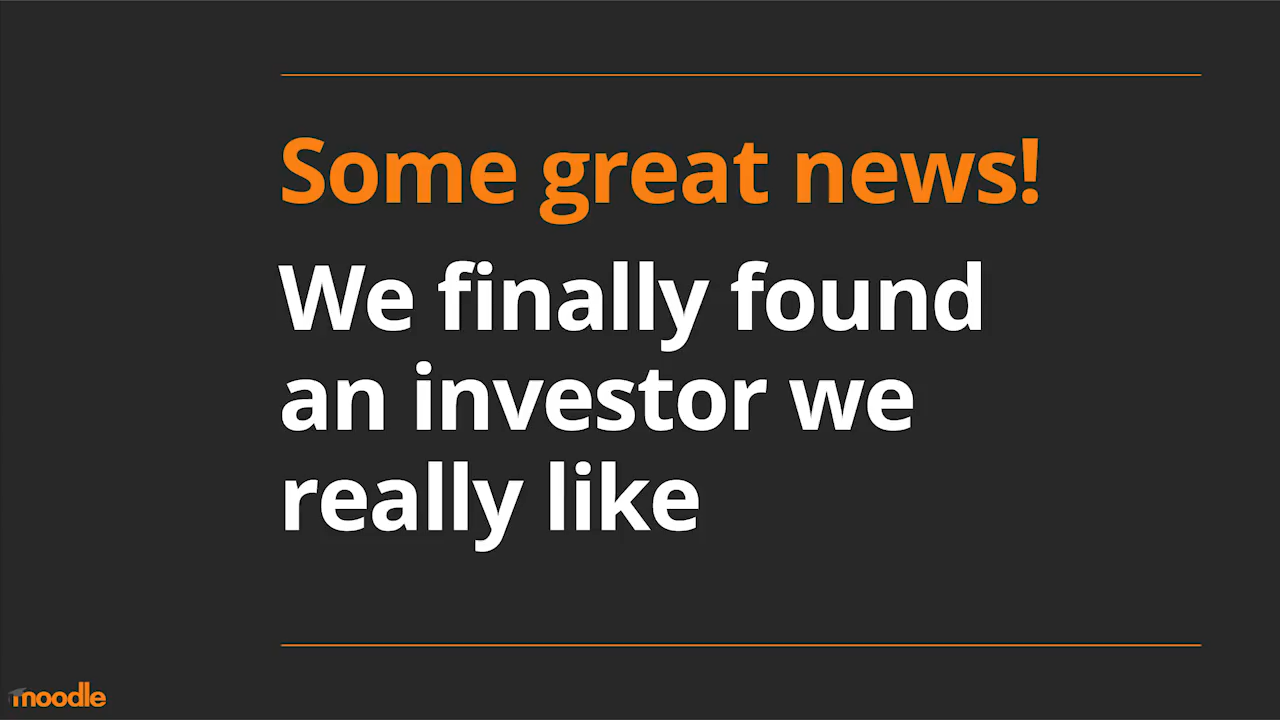 Some great news!
We finally found
an investor we
really like
moodle